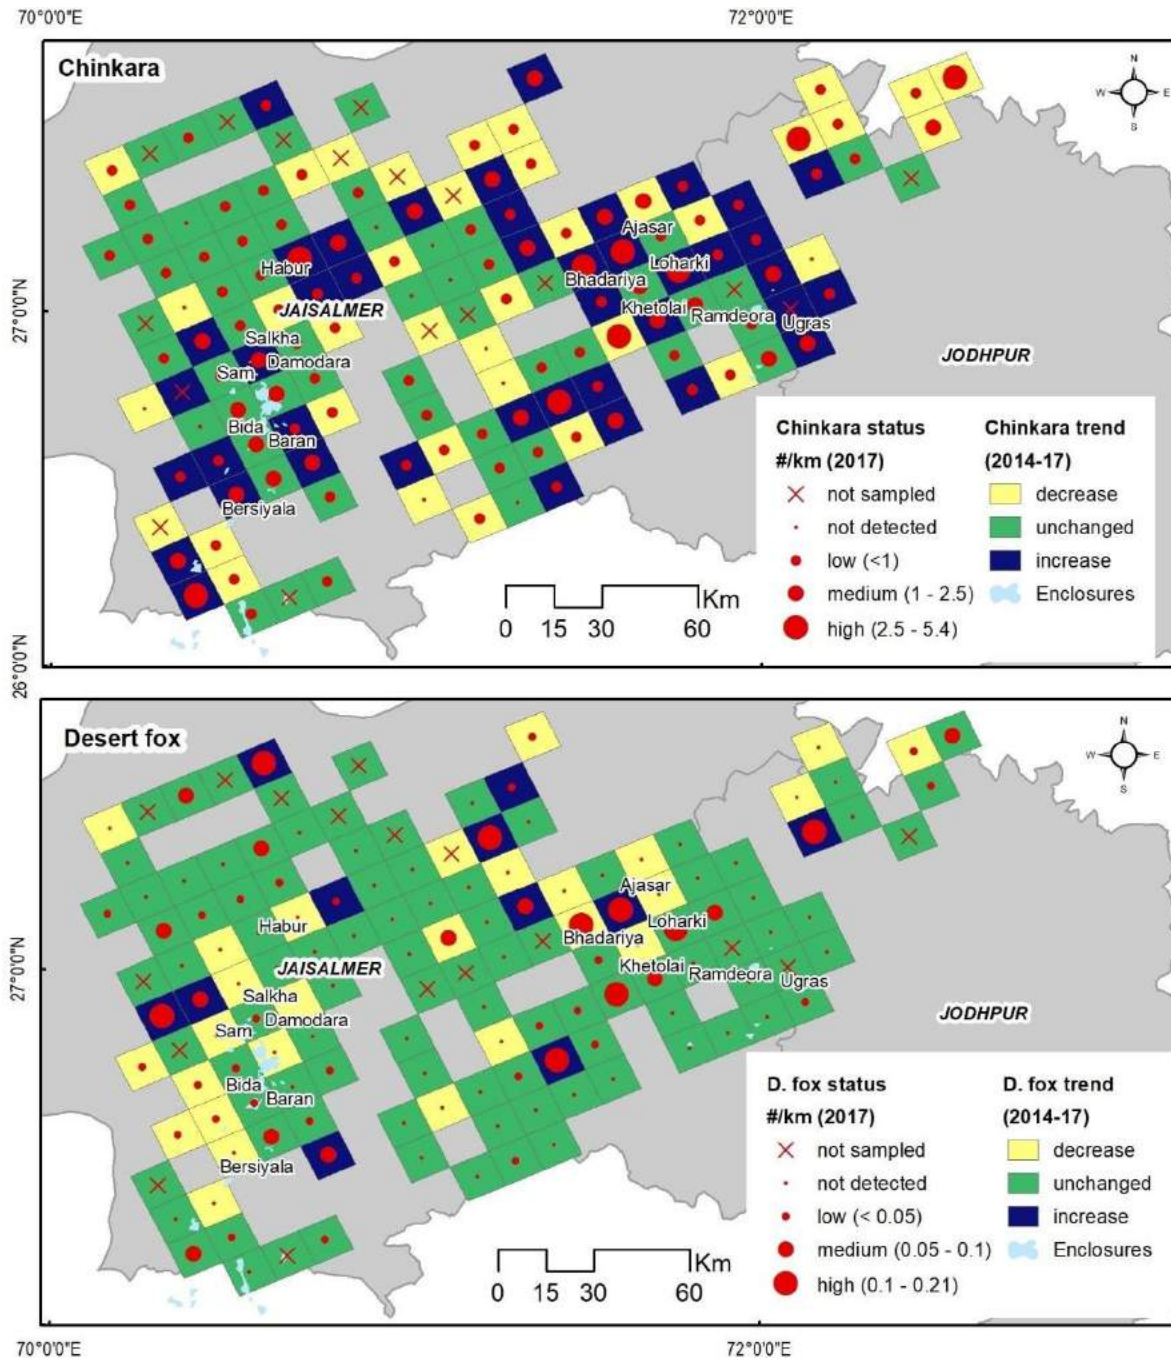 70°0'0"E
72°0'0"E
Chinkara
N
W
E
S
Ajasar
Habur
Bhadariya
Loharki
27°0'0"N
JAISALMER
Khetolai
Ramdeora
Ugras
Salkha
Sam
Damodara
JODHPUR
Bida
Baran
Bersiyala
Chinkara status
#/km (2017)
not sampled
not detected
low (<1)
medium (1 - 2.5)
high (2.5 - 5.4)
Chinkara trend
(2014-17)
decrease
unchanged
increase
Enclosures
Km
0 15 30 60
26°0'0"N
Desert fox
N
W
E
S
Ajasar
Habur
Bhadariya
Loharki
27°0'0"N
JAISALMER
Khetolai
Ramdeora
Ugras
Salkha
Sam
Damodara
JODHPUR
Bida
Baran
Bersiyala
D. fox status
#/km (2017)
not sampled
not detected
low (< 0.05)
medium (0.05 - 0.1)
high (0.1 - 0.21)
D. fox trend
(2014-17)
decrease
unchanged
increase
Enclosures
Km
0 15 30 60
70°0'0"E
72°0'0"E